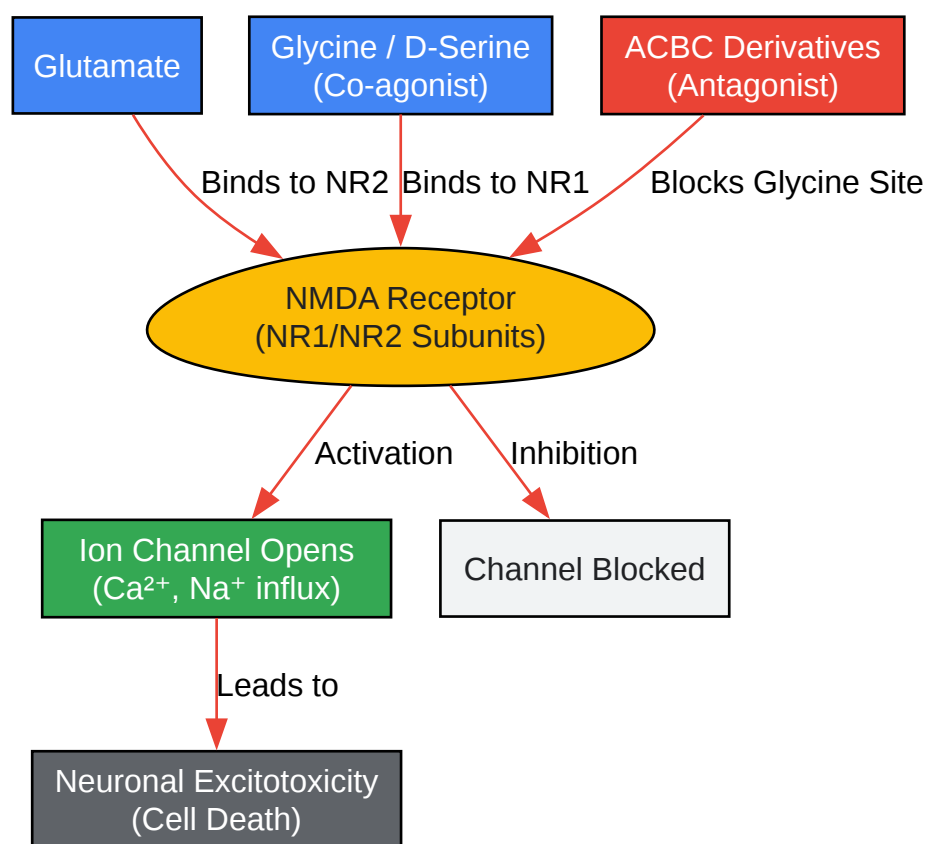 Glutamate
Glycine / D-Serine
(Co-agonist)
ACBC Derivatives
(Antagonist)
Binds to NR2
Binds to NR1
Blocks Glycine Site
NMDA Receptor
(NR1/NR2 Subunits)
Activation
Inhibition
Ion Channel Opens
(Ca²⁺, Na⁺ influx)
Channel Blocked
Leads to
Neuronal Excitotoxicity
(Cell Death)